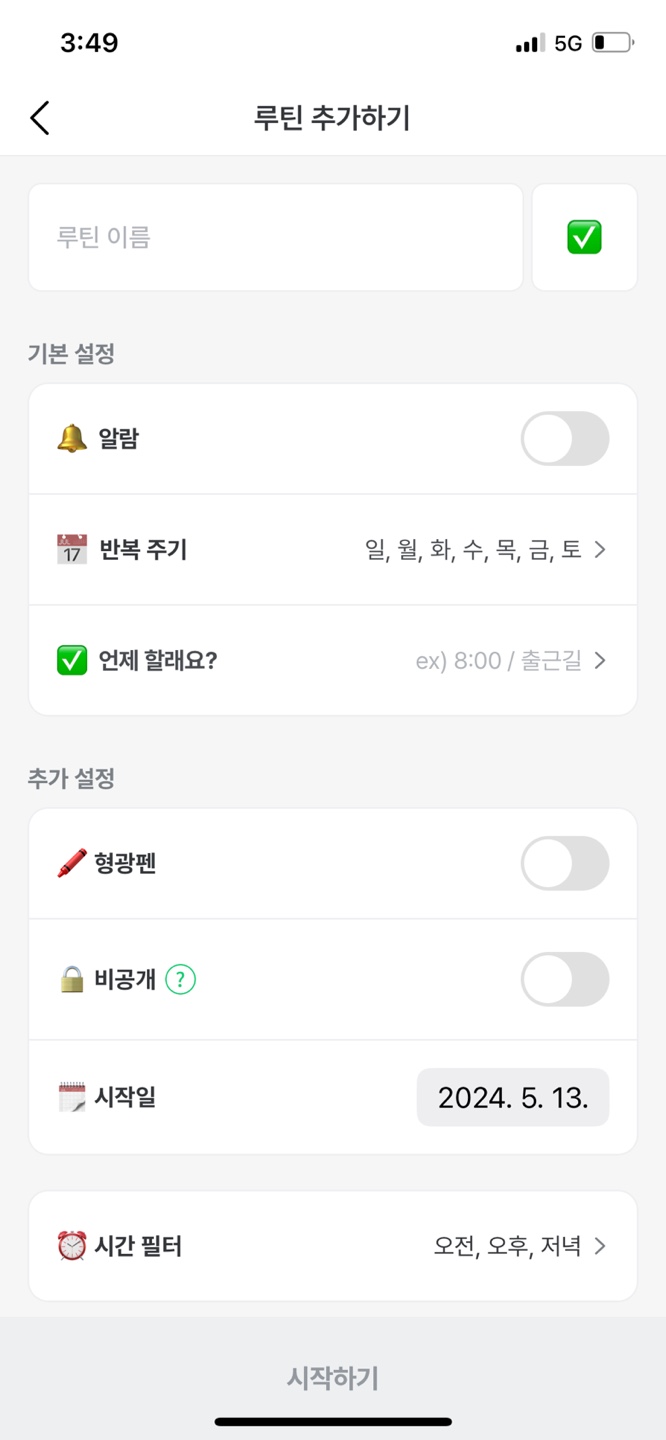 3:49 5G
루틴 추가하기
루틴 이름
기본 설정
알람
17 반복 주기 일, 월, 화, 수, 목, 금, 토
언제 할래요? ex) 8:00 / 출근길
추가 설정
형광펜
비공개 ?
시작일 2024. 5. 13.
시간 필터 오전, 오후, 저녁
시작하기